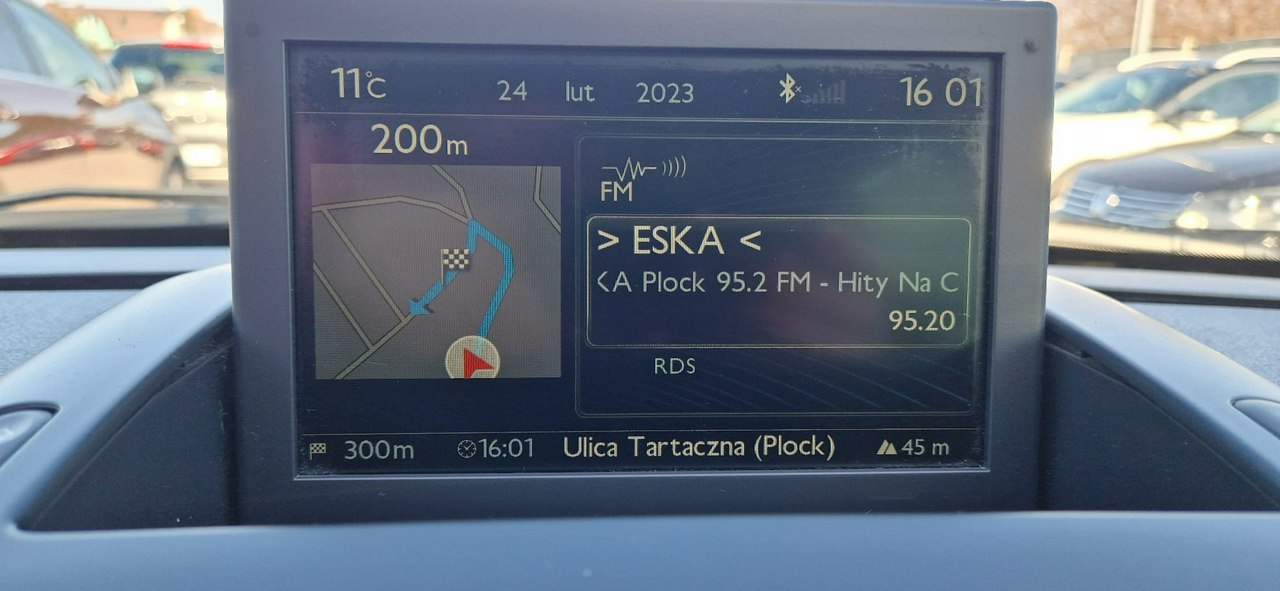 11°C 24 lut 2023 16 01
200m
FM
> ESKA <
<A Plock 95.2 FM - Hity Na C
95.20
RDS
300m 16:01 Ulica Tartaczna (Plock) 45 m